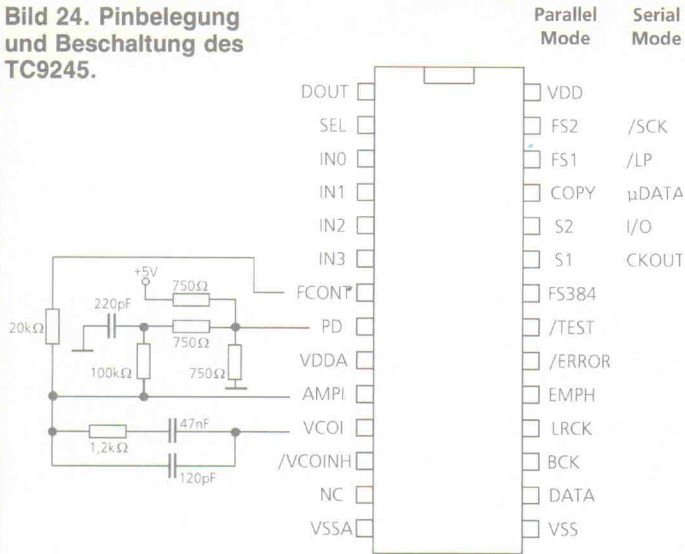 Bild 24. Pinbelegung
und Beschaltung des
TC9245.
Parallel Serial
Mode Mode
DOUT VDD
SEL FS2 /SCK
IN0 FS1 /LP
IN1 COPY µDATA
IN2 S2 I/O
IN3 S1 CKOUT
FCONT FS384
PD /TEST
VDDA /ERROR
AMPI EMPH
VCOI LRCK
/VCOINH BCK
NC DATA
VSSA VSS
+5V
750Ω
220pF
20kΩ
750Ω
100kΩ
750Ω
47nF
1,2kΩ
120pF